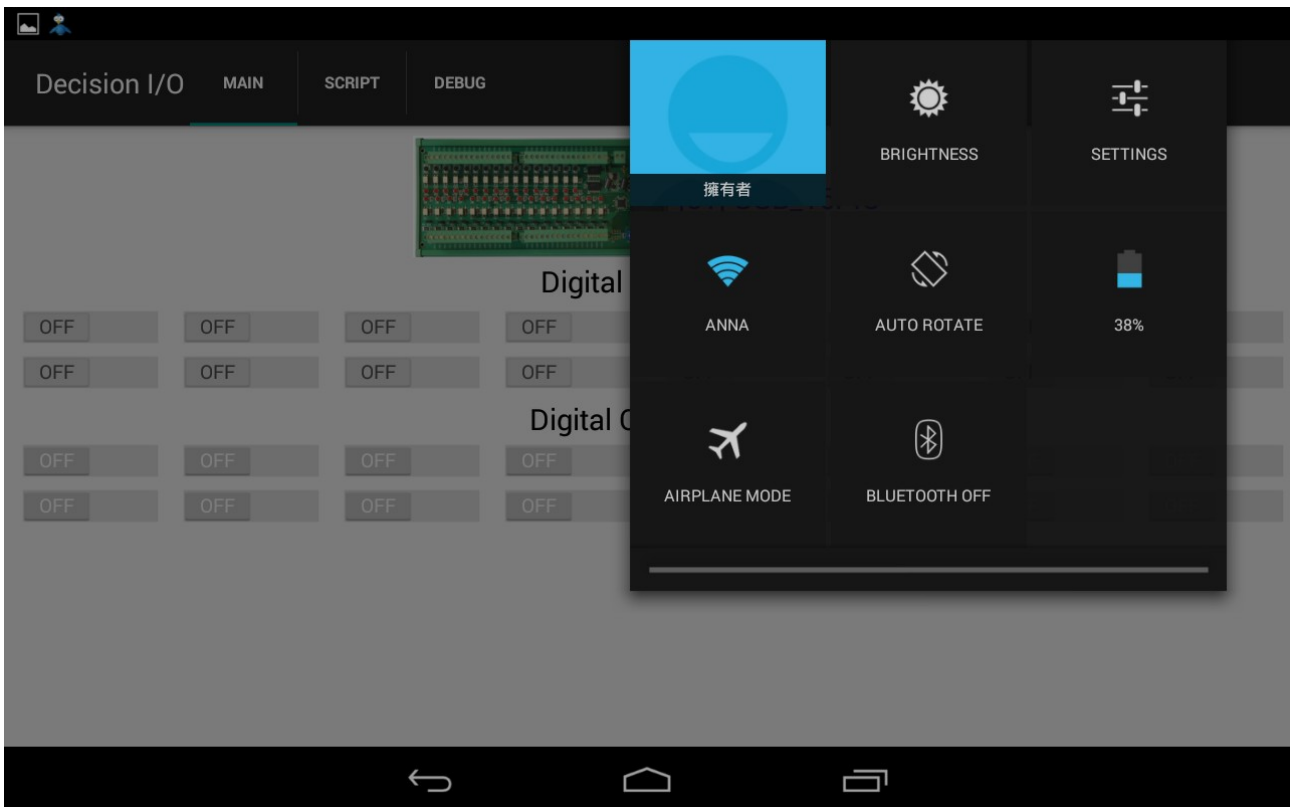 Decision I/O MAIN SCRIPT DEBUG
BRIGHTNESS SETTINGS
擁有者
Digital
ANNA AUTO ROTATE 38%
OFF OFF OFF OFF
OFF OFF OFF OFF
Digital
AIRPLANE MODE BLUETOOTH OFF
OFF OFF OFF OFF
OFF OFF OFF OFF